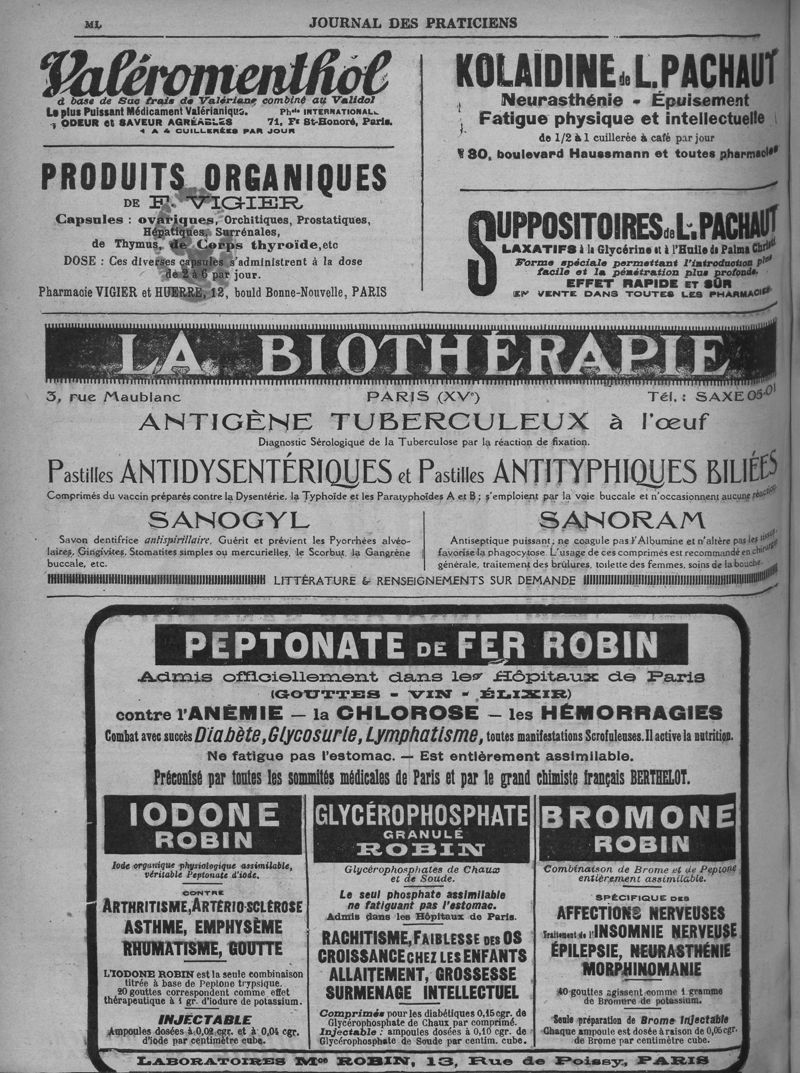 ML
JOURNAL DES PRATICIENS
Valéromenthol
à base de Suc frais de Valériane combiné au Validol
Le plus Puissant Médicament Valérianique.
ODEUR et SAVEUR AGRÉABLES
1 A 4 CUILLERÉES PAR JOUR
Phcie INTERNATIONALE
71, Fg St-Honoré, Paris.
PRODUITS ORGANIQUES
DE F. VIGIER
Capsules : ovariques, Orchitiques, Prostatiques,
Hépatiques, Surrénales,
de Thymus, de Corps thyroïde, etc
DOSE : Ces diverses capsules s'administrent à la dose
de 2 à 6 par jour.
Pharmacie VIGIER et HUERRE, 12, bould Bonne-Nouvelle, PARIS
KOLAÏDINE de L. PACHAUT
Neurasthénie - Épuisement
Fatigue physique et intellectuelle
de 1/2 à 1 cuillerée à café par jour
130, boulevard Haussmann et toutes pharmacies
SUPPOSITOIRES de L. PACHAUT
LAXATIFS à la Glycérine et à l'Huile de Palma Christi
Forme spéciale permettant l'introduction plus
facile et la pénétration plus profonde.
EFFET RAPIDE ET SÛR
EN VENTE DANS TOUTES LES PHARMACIES
LA BIOTHÉRAPIE
3, rue Maublanc PARIS (XVe) Tél. : SAXE 05-01
ANTIGÈNE TUBERCULEUX à l'œuf
Diagnostic Sérologique de la Tuberculose par la réaction de fixation.
Pastilles ANTIDYSENTÉRIQUES et Pastilles ANTITYPHIQUES BILIÉES
Comprimés du vaccin préparés contre la Dysentérie, la Typhoïde et les Paratyphoïdes A et B ; s'emploient par la voie buccale et n'occasionnent aucune réaction
SANOGYL
Savon dentifrice antispirillaire. Guérit et prévient les Pyorrhées alvéo-
laires, Gingivites, Stomatites simples ou mercurielles, le Scorbut, la Gangrène
buccale, etc.
SANORAM
Antiseptique puissant ; ne coagule pas l'Albumine et n'altère pas les tissus,
favorise la phagocytose. L'usage de ces comprimés est recommandé en chirurgie
générale, traitement des brûlures, toilette des femmes, soins de la bouche.
LITTÉRATURE & RENSEIGNEMENTS SUR DEMANDE
PEPTONATE DE FER ROBIN
Admis officiellement dans les Hôpitaux de Paris
(GOUTTES - VIN - ÉLIXIR)
contre l'ANÉMIE — la CHLOROSE — les HÉMORRAGIES
Combat avec succès Diabète, Glycosurie, Lymphatisme, toutes manifestations Scrofuleuses. Il active la nutrition.
Ne fatigue pas l'estomac. — Est entièrement assimilable.
Préconisé par toutes les sommités médicales de Paris et par le grand chimiste français BERTHELOT.
IODONE
ROBIN
Iode organique physiologique assimilable,
véritable Peptonate d'iode.
CONTRE
ARTHRITISME, ARTÉRIO-SCLÉROSE
ASTHME, EMPHYSÈME
RHUMATISME, GOUTTE
L'IODONE ROBIN est la seule combinaison
titrée à base de Peptone trypsique.
20 gouttes correspondent comme effet
thérapeutique à 1 gr. d'iodure de potassium.
INJECTABLE
Ampoules dosées à 0,02 cgr. et à 0,04 cgr.
d'iode par centimètre cube.
GLYCÉROPHOSPHATE
GRANULÉ
ROBIN
Glycérophosphates de Chaux
et de Soude.
Le seul phosphate assimilable
ne fatiguant pas l'estomac.
Admis dans les Hôpitaux de Paris.
RACHITISME, FAIBLESSE DES OS
CROISSANCE CHEZ LES ENFANTS
ALLAITEMENT, GROSSESSE
SURMENAGE INTELLECTUEL
Comprimés pour les diabétiques 0,15 cgr. de
Glycérophosphate de Chaux par comprimé.
Injectable : ampoules dosées à 0,10 cgr. de
Glycérophosphate de Soude par centim. cube.
BROMONE
ROBIN
Combinaison de Brome et de Peptone
entièrement assimilable.
SPÉCIFIQUE DES
AFFECTIONS NERVEUSES
Traitement de l'INSOMNIE NERVEUSE
ÉPILEPSIE, NEURASTHÉNIE
MORPHINOMANIE
40 gouttes agissent comme 1 gramme
de Bromure de potassium.
Seule préparation de Brome Injectable
Chaque ampoule est dosée à raison de 0,05 cgr.
de Brome par centimètre cube.
LABORATOIRES Mce ROBIN, 13, Rue de Poissy, PARIS